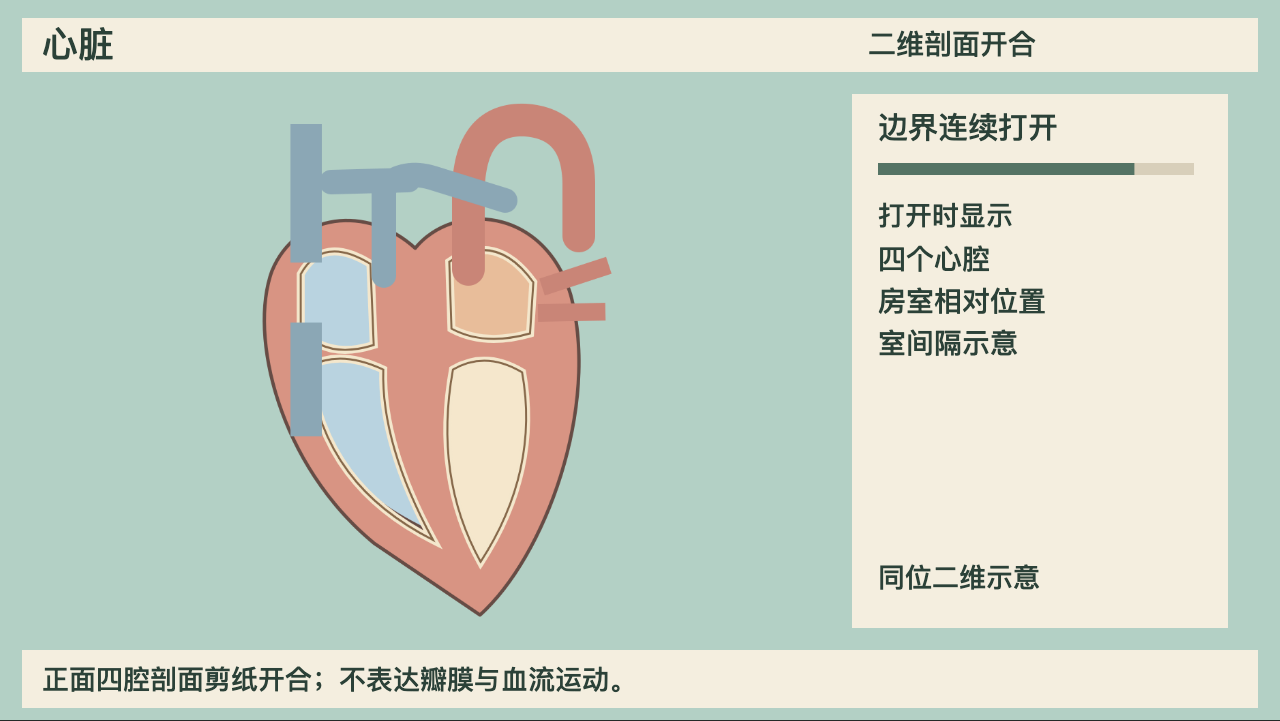 心脏
二维剖面开合
边界连续打开
打开时显示
四个心腔
房室相对位置
室间隔示意
同位二维示意
正面四腔剖面剪纸开合；不表达瓣膜与血流运动。